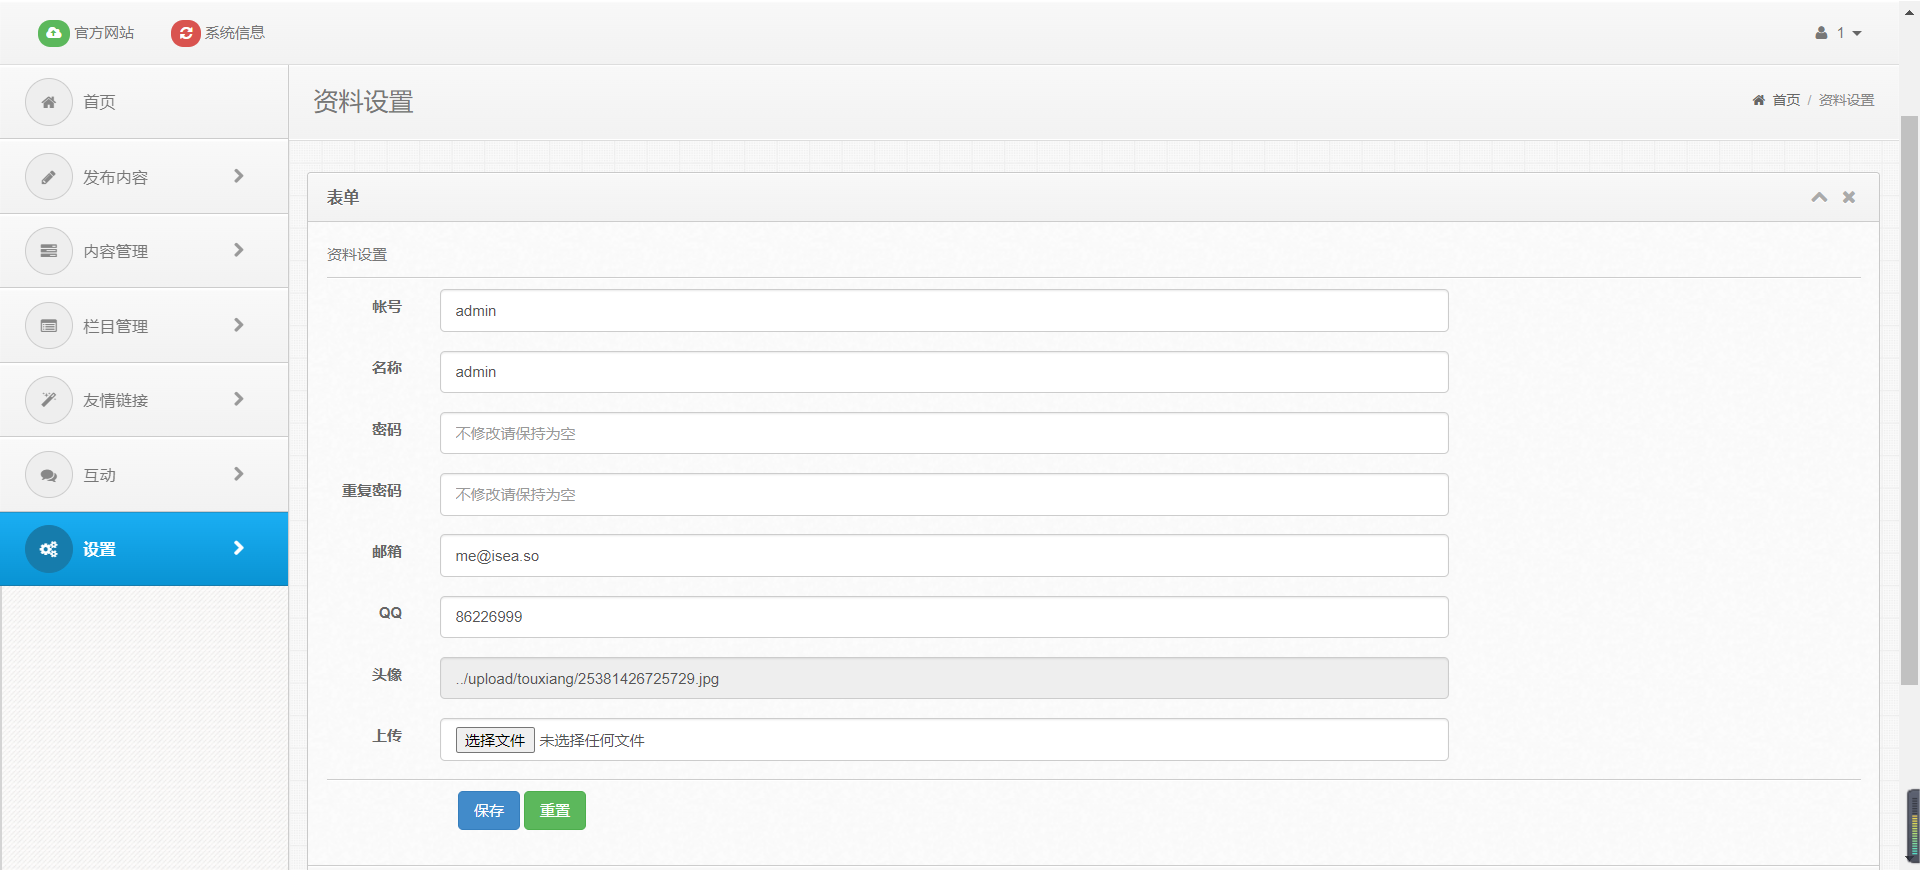 官方网站 系统信息 1
首页
发布内容
内容管理
栏目管理
友情链接
互动
设置
资料设置
首页 / 资料设置
表单
资料设置
帐号 admin
名称 admin
密码 不修改请保持为空
重复密码 不修改请保持为空
邮箱 me@isea.so
QQ 86226999
头像 ../upload/touxiang/25381426725729.jpg
上传 选择文件 未选择任何文件
保存 重置